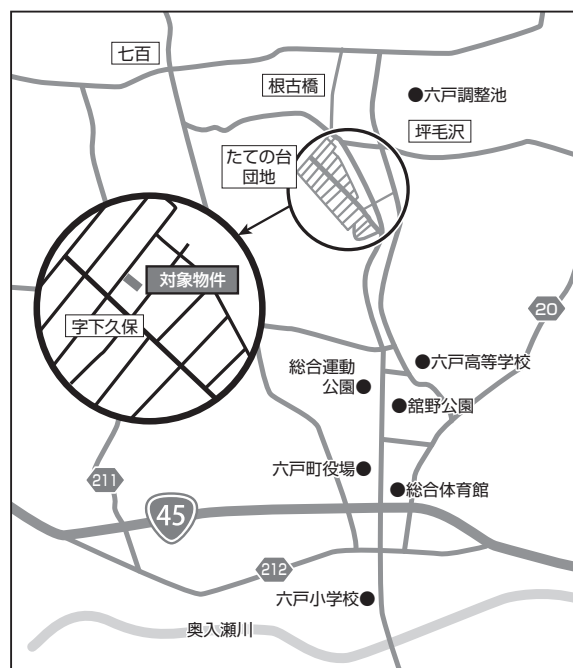 七百
根古橋
六戸調整池
坪毛沢
たての台
団地
対象物件
字下久保
20
六戸高等学校
総合運動
公園
舘野公園
六戸町役場
総合体育館
211
45
212
六戸小学校
奥入瀬川